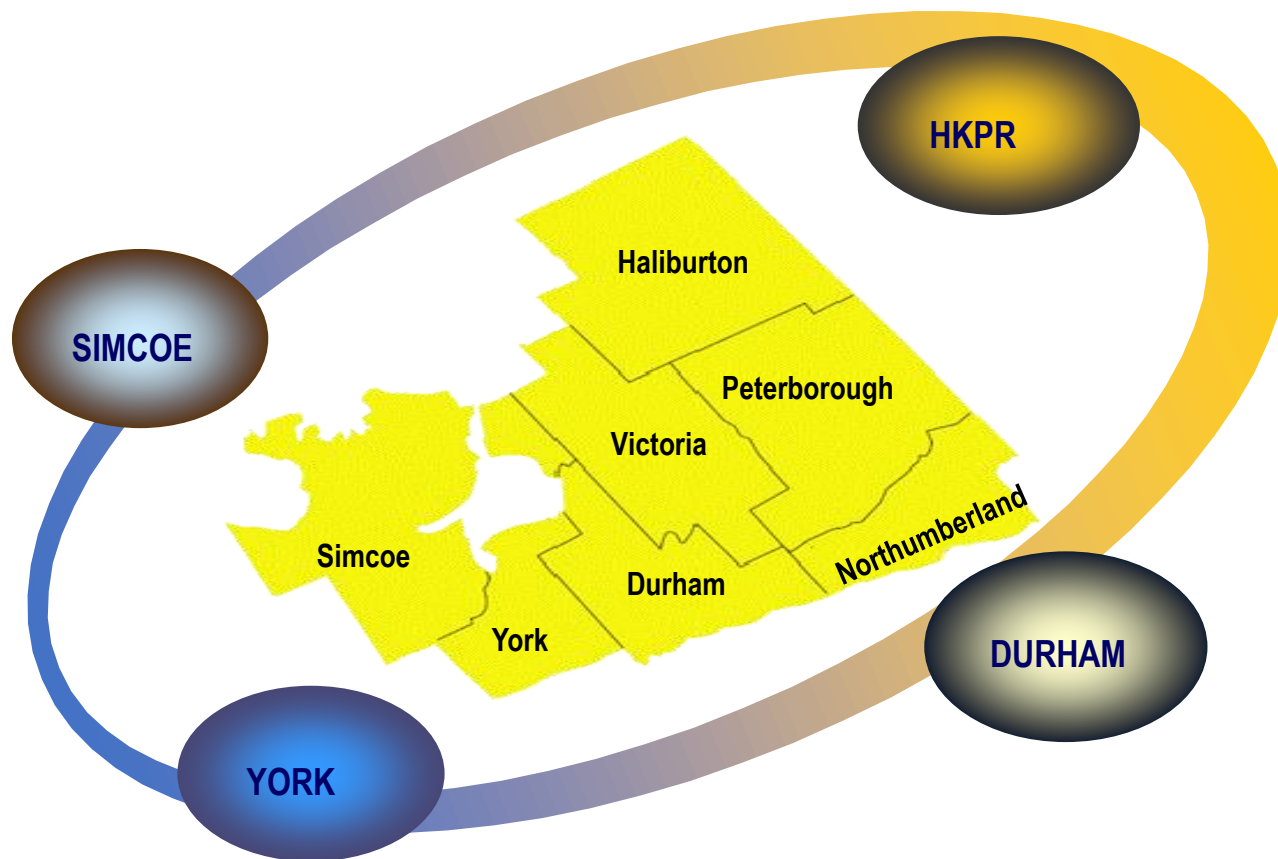 HKPR
Haliburton
SIMCOE
Peterborough
Victoria
Northumberland
Simcoe
Durham
York
DURHAM
YORK